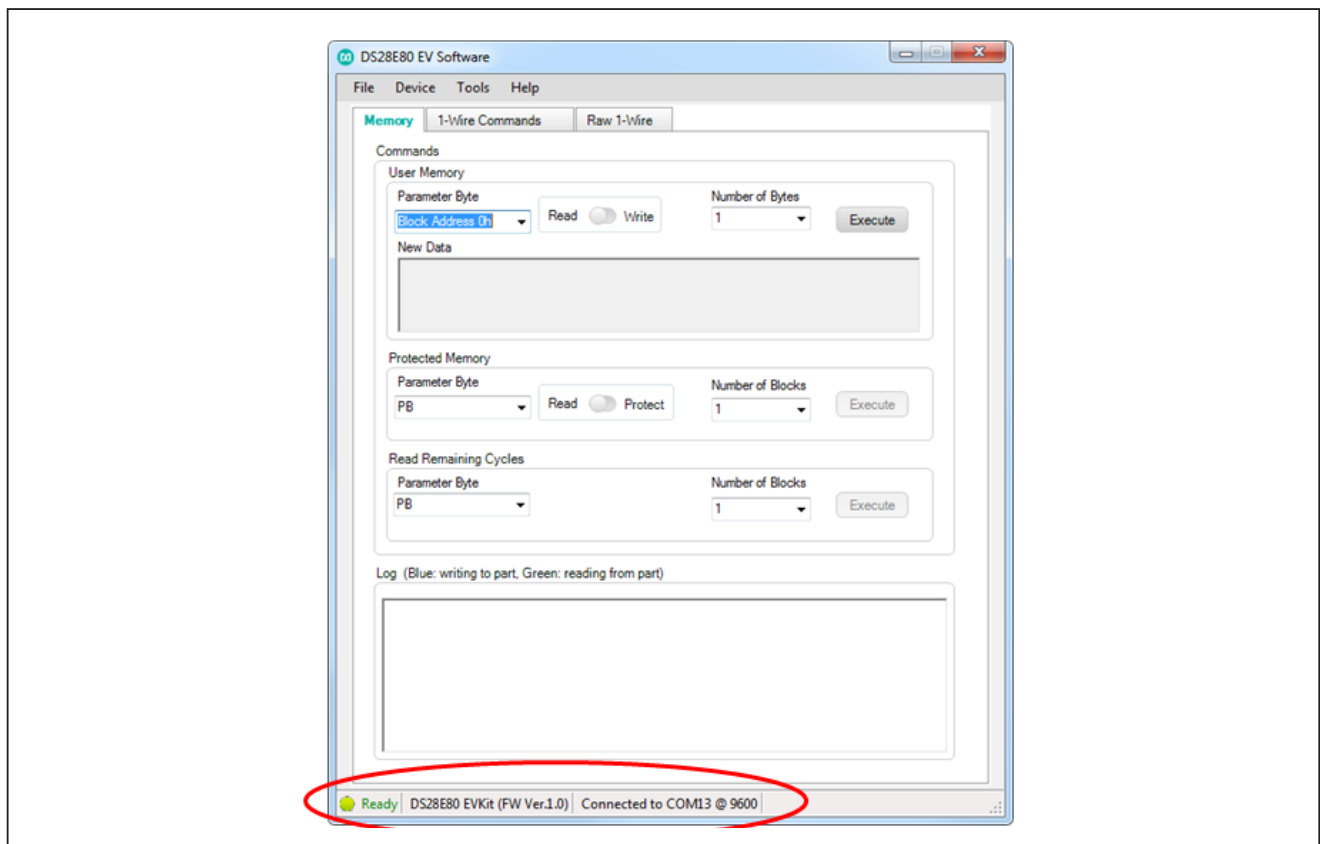 DS28E80 EV Software
File Device Tools Help
Memory 1-Wire Commands Raw 1-Wire
Commands
User Memory
Parameter Byte Number of Bytes
Block Address 0h Read Write 1 Execute
New Data
Protected Memory
Parameter Byte Number of Blocks
PB Read Protect 1 Execute
Read Remaining Cycles
Parameter Byte Number of Blocks
PB 1 Execute
Log (Blue: writing to part, Green: reading from part)
Ready DS28E80 EVKit (FW Ver.1.0) Connected to COM13 @ 9600